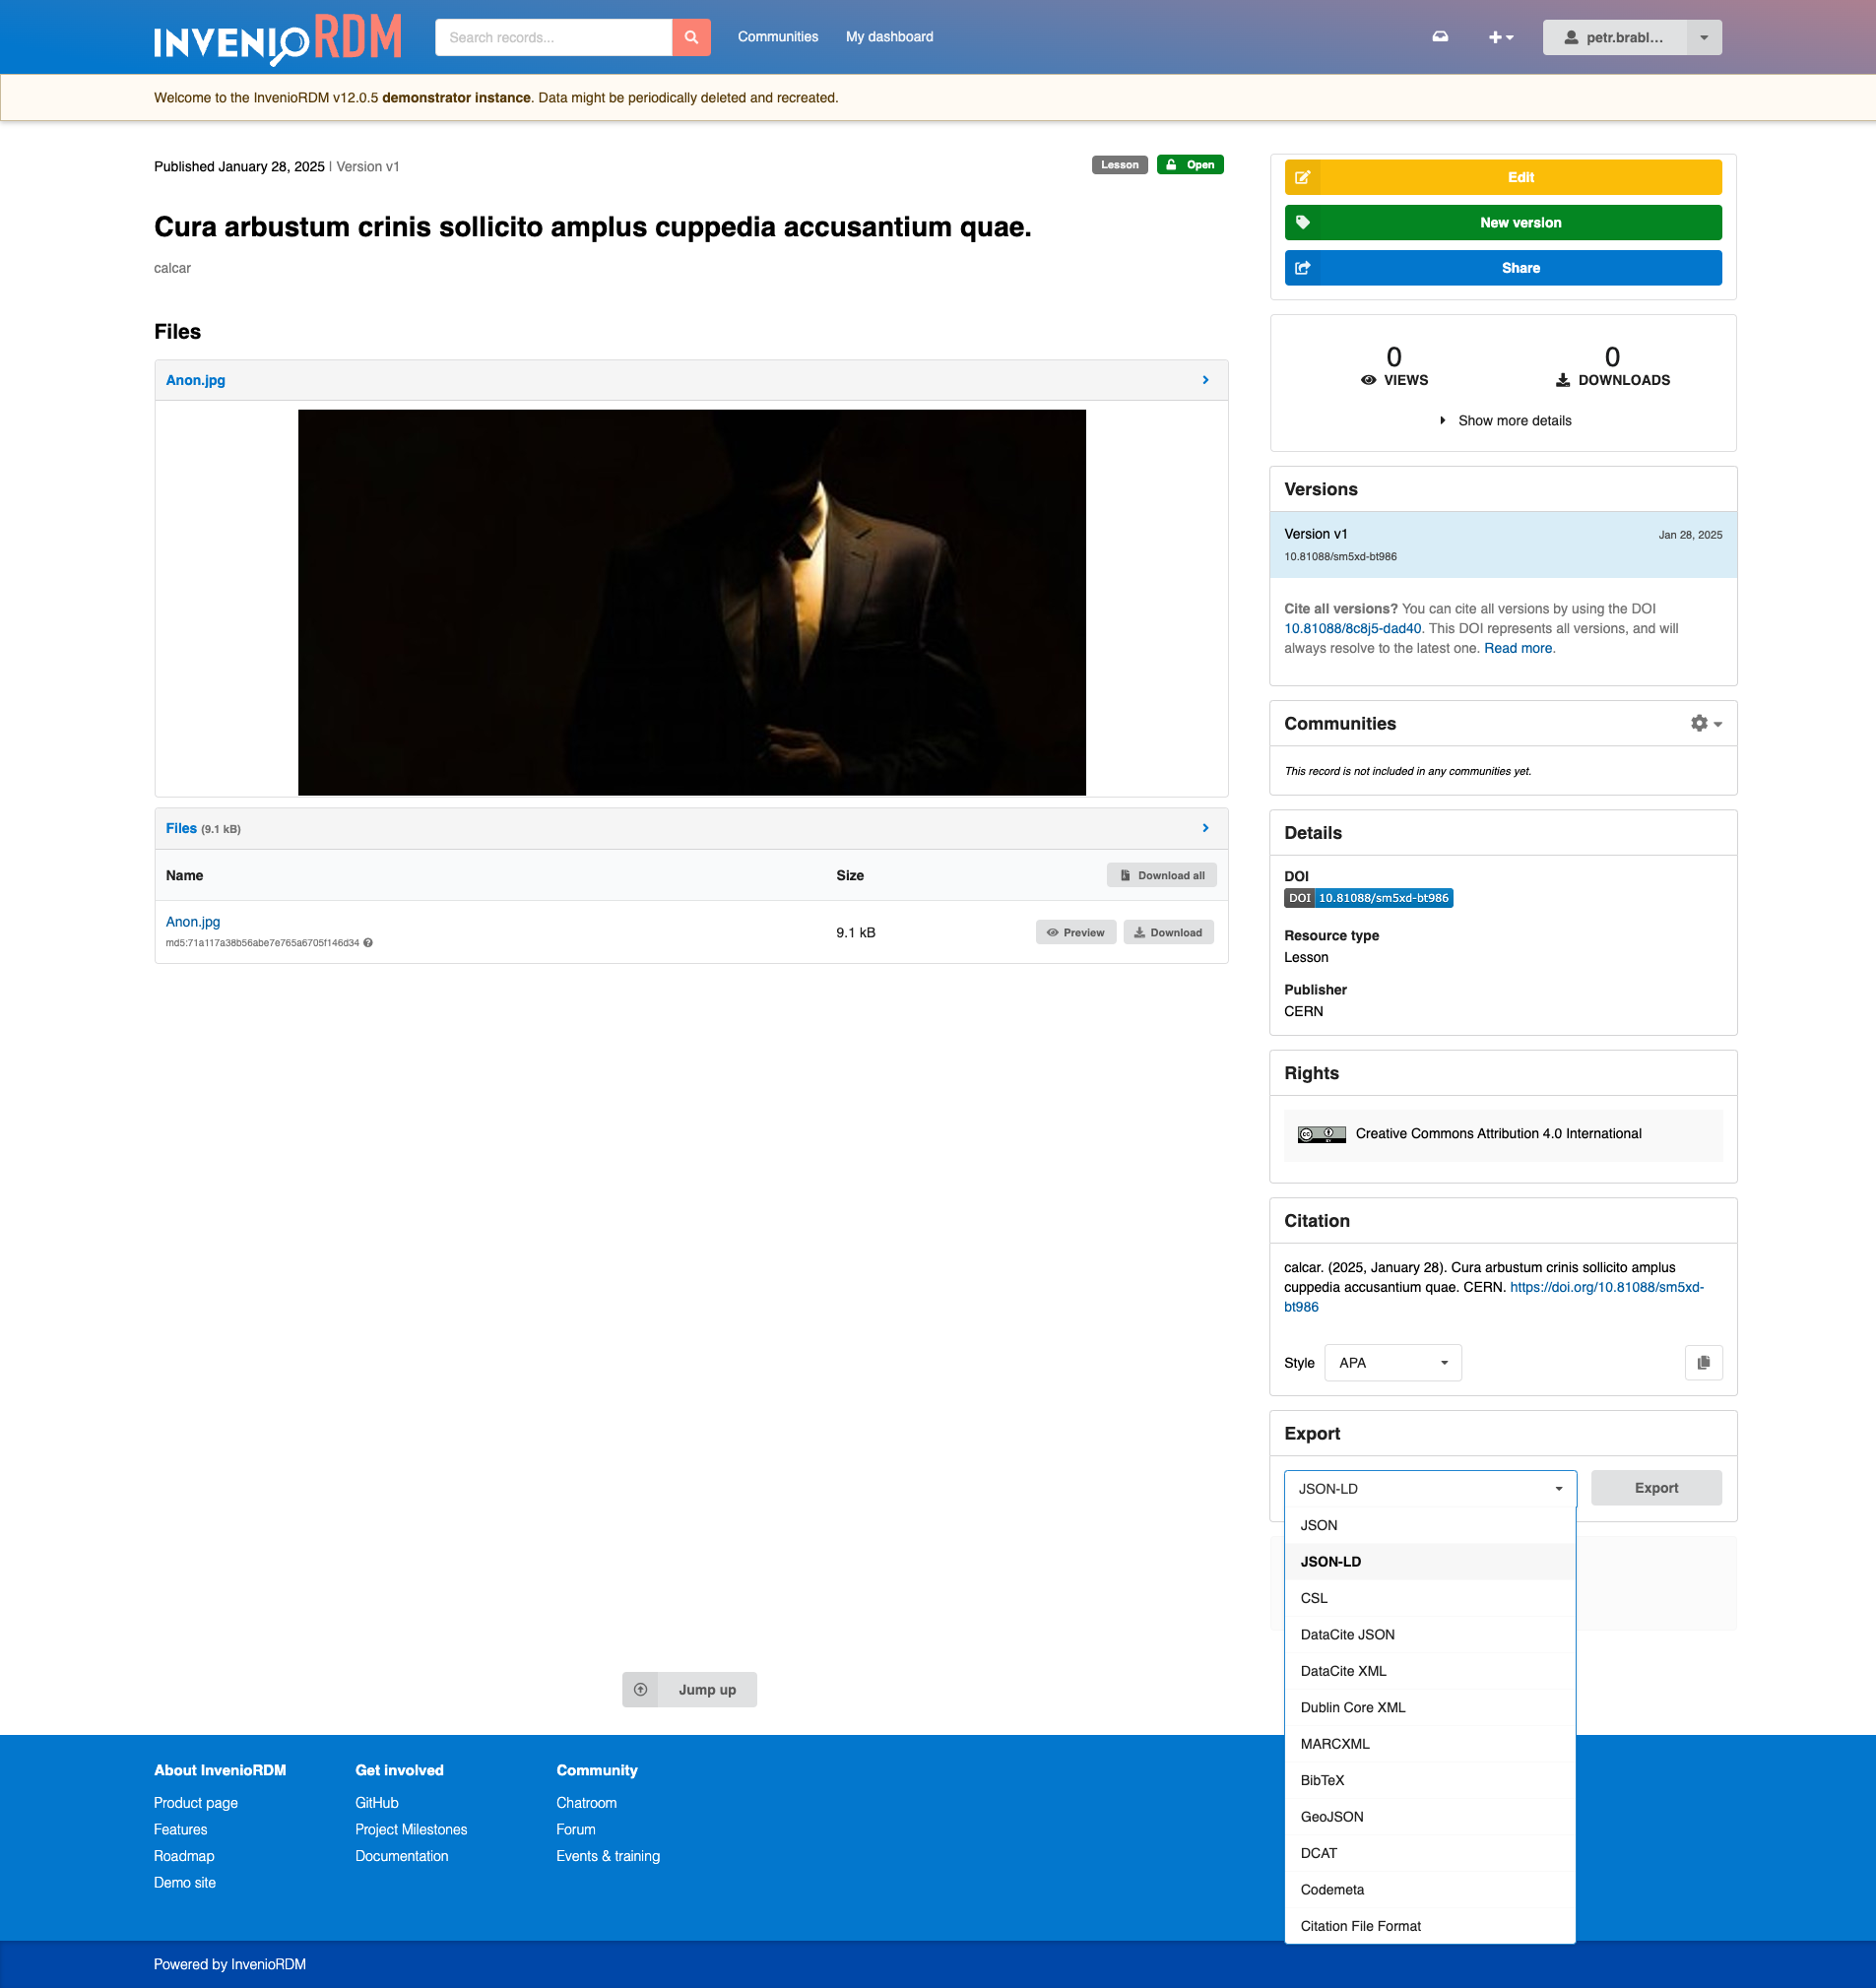 INVENIO RDM
Search records...
Communities
My dashboard
petr.brabl...
Welcome to the InvenioRDM v12.0.5 demonstrator instance. Data might be periodically deleted and recreated.
Published January 28, 2025 | Version v1
Lesson
Open
Cura arbustum crinis sollicito amplus cuppedia accusantium quae.
calcar
Files
Anon.jpg
Files (9.1 kB)
Name Size Download all
Anon.jpg
md5:71a117a38b56abe7e765a6705f146d34
9.1 kB
Preview
Download
Edit
New version
Share
0
VIEWS
0
DOWNLOADS
Show more details
Versions
Version v1 Jan 28, 2025
10.81088/sm5xd-bt986
Cite all versions? You can cite all versions by using the DOI
10.81088/8c8j5-dad40. This DOI represents all versions, and will
always resolve to the latest one. Read more.
Communities
This record is not included in any communities yet.
Details
DOI
DOI 10.81088/sm5xd-bt986
Resource type
Lesson
Publisher
CERN
Rights
Creative Commons Attribution 4.0 International
Citation
calcar. (2025, January 28). Cura arbustum crinis sollicito amplus
cuppedia accusantium quae. CERN. https://doi.org/10.81088/sm5xd-
bt986
Style APA
Export
JSON-LD
Export
JSON
JSON-LD
CSL
DataCite JSON
DataCite XML
Dublin Core XML
MARCXML
BibTeX
GeoJSON
DCAT
Codemeta
Citation File Format
Jump up
About InvenioRDM
Product page
Features
Roadmap
Demo site
Get involved
GitHub
Project Milestones
Documentation
Community
Chatroom
Forum
Events & training
Powered by InvenioRDM